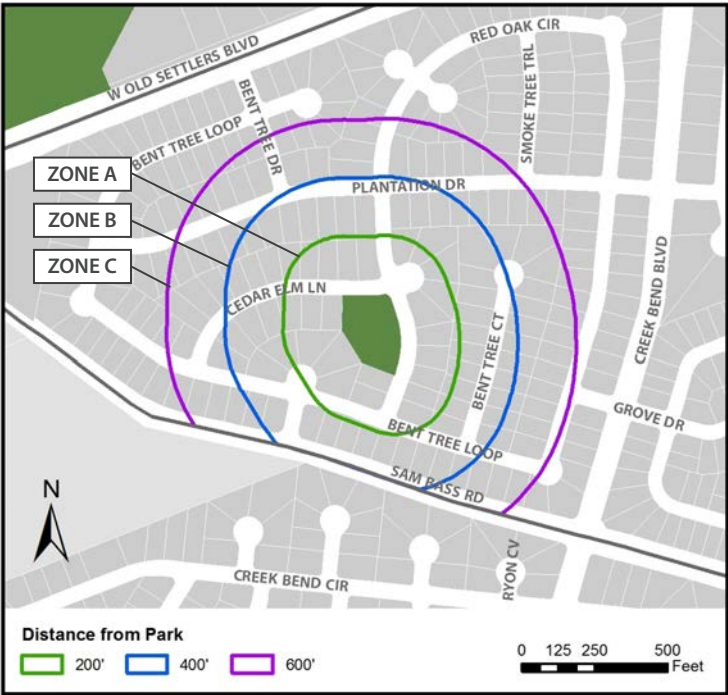 RED OAK CIR
W OLD SETTLERS BLVD
SMOKE TREE TRL
BENT TREE DR
BENT TREE LOOP
ZONE A
PLANTATION DR
ZONE B
ZONE C
CEDAR ELM LN
CREEK BEND BLVD
BENT TREE CT
GROVE DR
BENT TREE LOOP
SAM BASS RD
N
RYON CV
CREEK BEND CIR
Distance from Park
200' 400' 600'
0 125 250 500
Feet